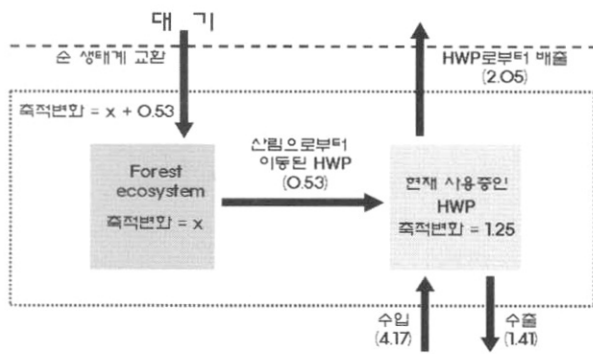 대 기
순 생태계 교환
HWP로부터 배출
(2.05)
축적변화 = x + 0.53
산림으로부터
이동된 HWP
(0.53)
Forest
ecosystem
축적변화 = x
현재 사용중인
HWP
축적변화 = 1.25
수입
(4.17)
수출
(1.41)